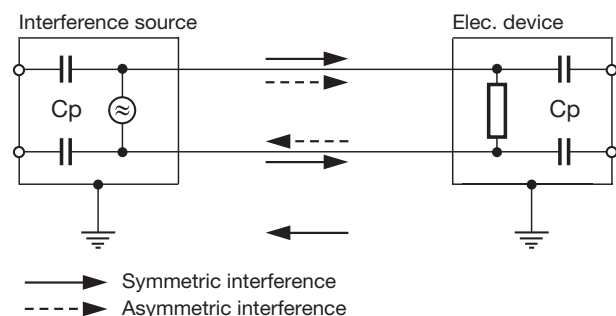 Interference source
Elec. device
Cp
≈
Cp
Symmetric interference
Asymmetric interference